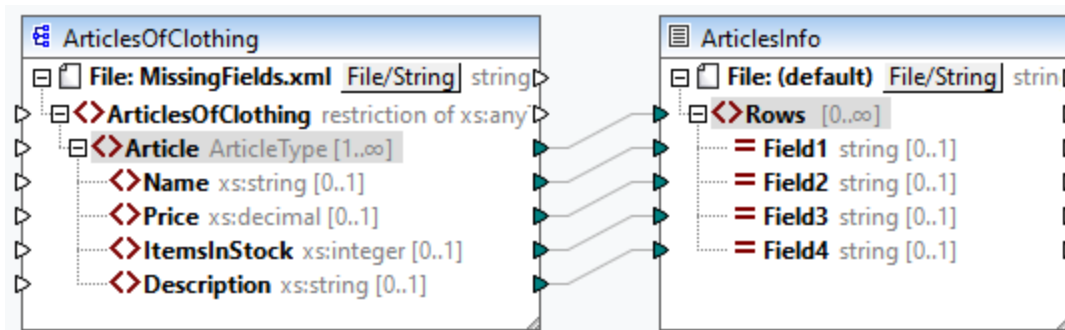 ArticlesOfClothing
File: MissingFields.xml File/String string
ArticlesOfClothing restriction of xs:any
Article ArticleType [1..∞]
Name xs:string [0..1]
Price xs:decimal [0..1]
ItemsInStock xs:integer [0..1]
Description xs:string [0..1]
ArticlesInfo
File: (default) File/String strin
Rows [0..∞]
Field1 string [0..1]
Field2 string [0..1]
Field3 string [0..1]
Field4 string [0..1]